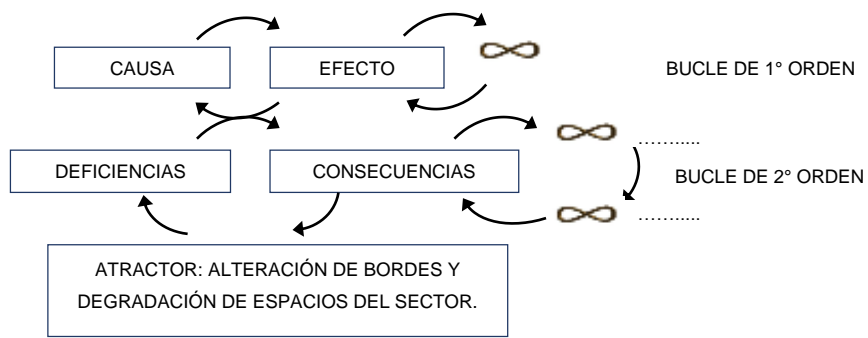 CAUSA
EFECTO
BUCLE DE 1° ORDEN
DEFICIENCIAS
CONSECUENCIAS
…….....
BUCLE DE 2° ORDEN
…….....
ATRACTOR: ALTERACIÓN DE BORDES Y
DEGRADACIÓN DE ESPACIOS DEL SECTOR.